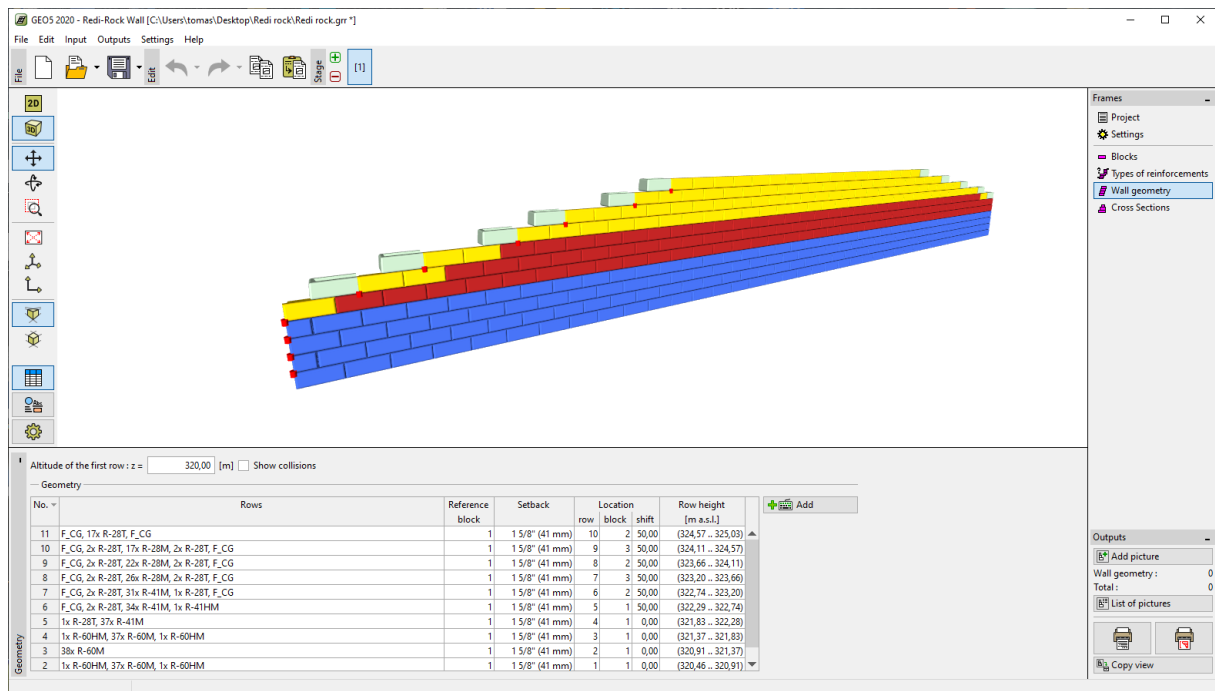 GEO5 2020 - Redi-Rock Wall [C:\Users\tomas\Desktop\Redi rock\Redi rock.grr *]
File Edit Input Outputs Settings Help
File
Edit
Stage
[1]
2D
3D
Frames
Project
Settings
Blocks
Types of reinforcements
Wall geometry
Cross Sections
Altitude of the first row : z = 320,00 [m] Show collisions
Geometry
No. Rows Reference block Setback Location row block shift Row height [m a.s.l.]
Add
11 F_CG, 17x R-28T, F_CG 1 1 5/8" (41 mm) 10 2 50,00 (324,57 .. 325,03)
10 F_CG, 2x R-28T, 17x R-28M, 2x R-28T, F_CG 1 1 5/8" (41 mm) 9 3 50,00 (324,11 .. 324,57)
9 F_CG, 2x R-28T, 22x R-28M, 2x R-28T, F_CG 1 1 5/8" (41 mm) 8 2 50,00 (323,66 .. 324,11)
8 F_CG, 2x R-28T, 26x R-28M, 2x R-28T, F_CG 1 1 5/8" (41 mm) 7 3 50,00 (323,20 .. 323,66)
7 F_CG, 2x R-28T, 31x R-41M, 1x R-28T, F_CG 1 1 5/8" (41 mm) 6 2 50,00 (322,74 .. 323,20)
6 F_CG, 2x R-28T, 34x R-41M, 1x R-41HM 1 1 5/8" (41 mm) 5 1 50,00 (322,29 .. 322,74)
5 1x R-28T, 37x R-41M 1 1 5/8" (41 mm) 4 1 0,00 (321,83 .. 322,28)
4 1x R-60HM, 37x R-60M, 1x R-60HM 1 1 5/8" (41 mm) 3 1 0,00 (321,37 .. 321,83)
3 38x R-60M 1 1 5/8" (41 mm) 2 1 0,00 (320,91 .. 321,37)
2 1x R-60HM, 37x R-60M, 1x R-60HM 1 1 5/8" (41 mm) 1 1 0,00 (320,46 .. 320,91)
Geometry
Outputs
Add picture
Wall geometry : 0
Total : 0
List of pictures
Copy view